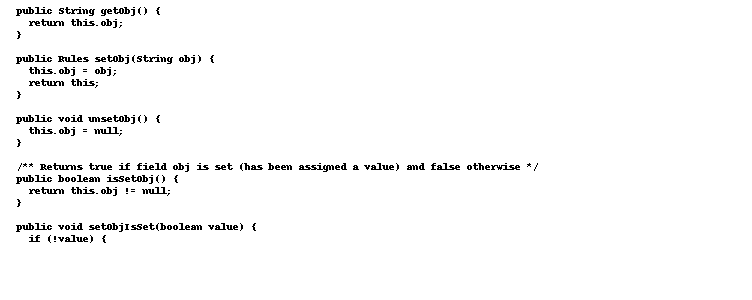 public String getObj() {
return this.obj;
}
public Rules setObj(String obj) {
this.obj = obj;
return this;
}
public void unsetObj() {
this.obj = null;
}
/** Returns true if field obj is set (has been assigned a value) and false otherwise */
public boolean isSetObj() {
return this.obj != null;
}
public void setObjIsSet(boolean value) {
if (!value) {